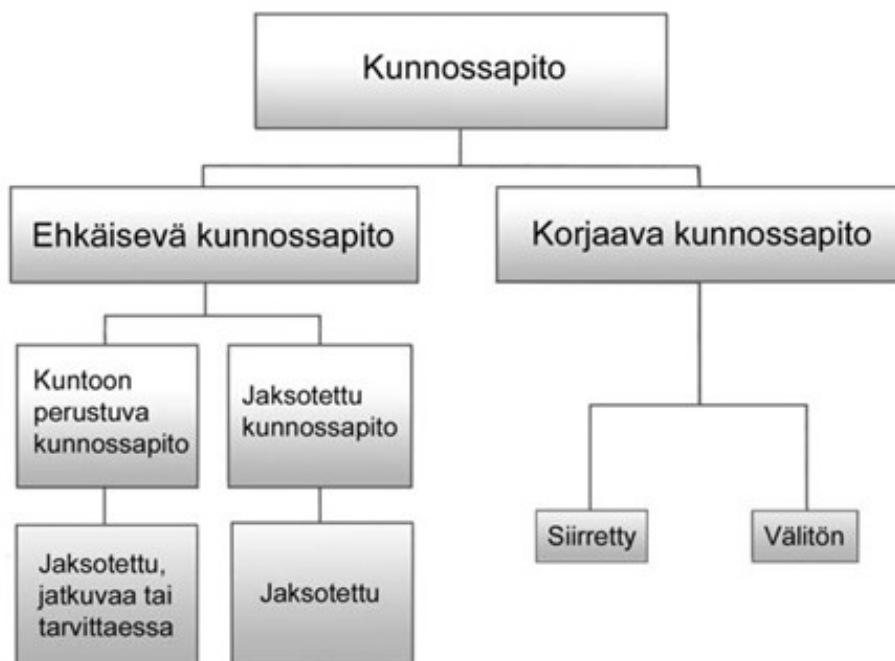 Kunnossapito
Ehkäisevä kunnossapito
Korjaava kunnossapito
Kuntoon
perustuva
kunnossapito
Jaksotettu
kunnossapito
Siirretty
Välitön
Jaksotettu,
jatkuvaa tai
tarvittaessa
Jaksotettu